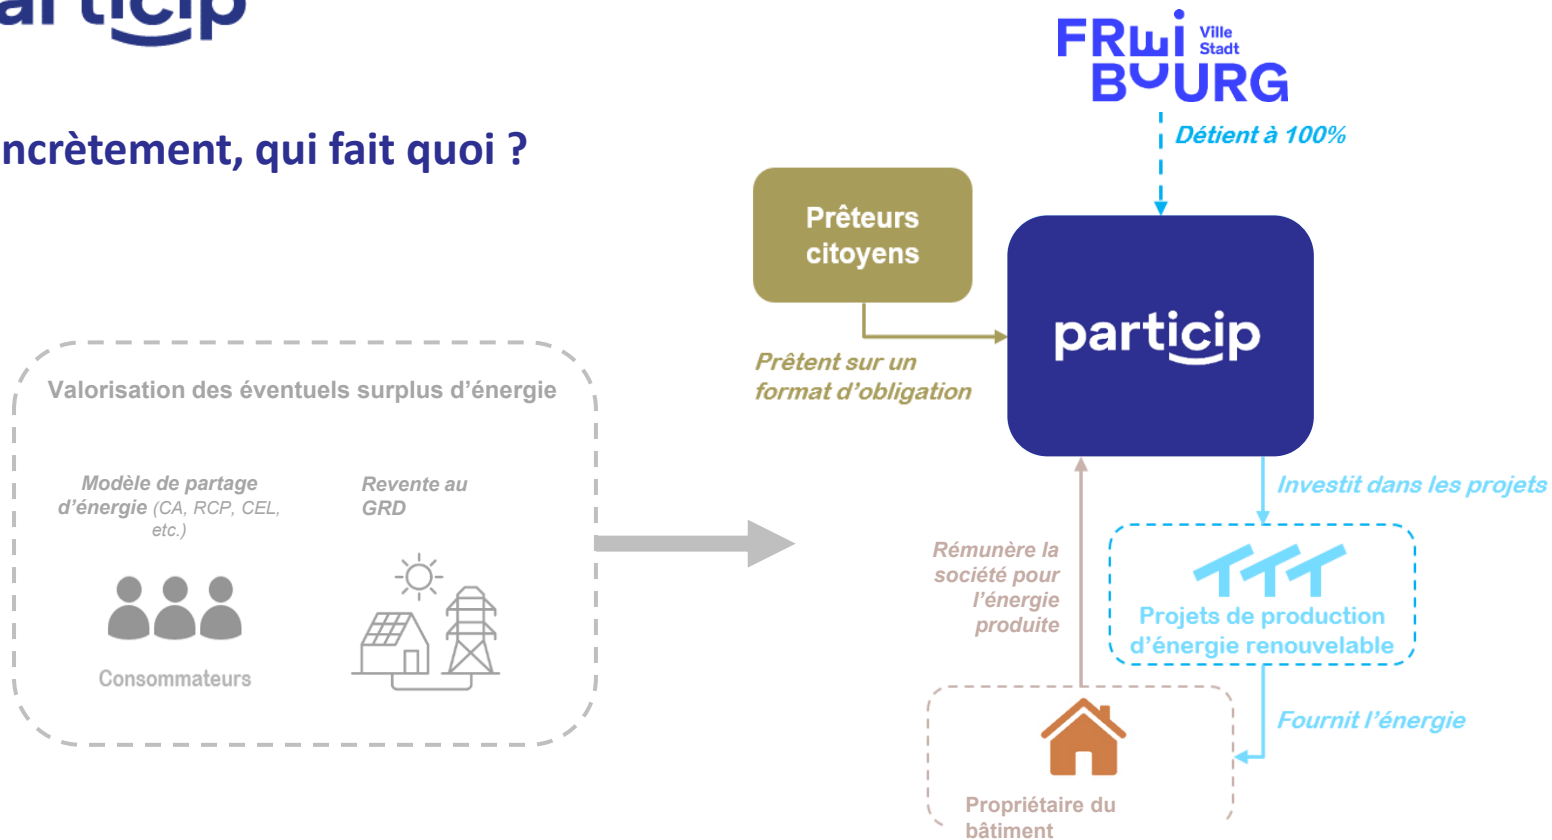 particip
ncrètement, qui fait quoi ?
FRiBOURG Ville Stadt
Détient à 100%
Prêteurs
citoyens
particip
Prêtent sur un
format d'obligation
Valorisation des éventuels surplus d'énergie
Modèle de partage
d'énergie (CA, RCP, CEL,
etc.)
Revente au
GRD
Consommateurs
Investit dans les projets
Rémunère la
société pour
l'énergie
produite
Projets de production
d'énergie renouvelable
Fournit l'énergie
Propriétaire du
bâtiment